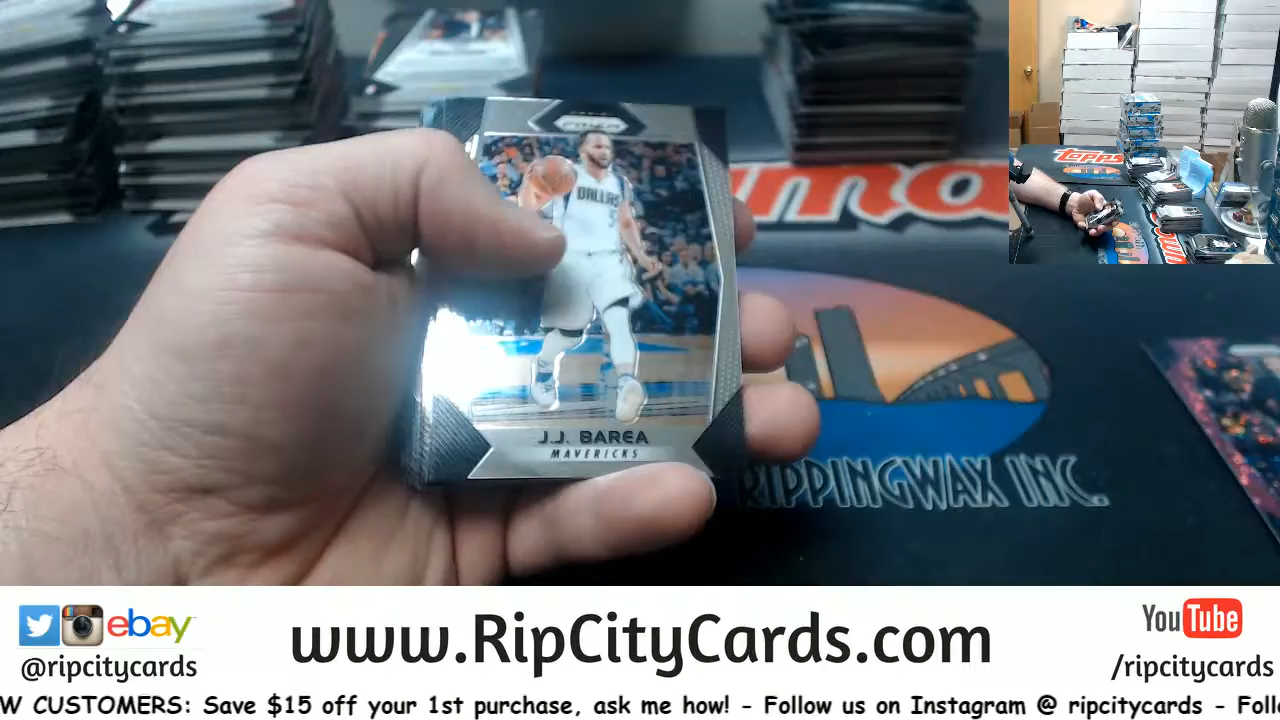 PRIZM
DALLAS
5
J.J. BAREA
MAVERICKS
TOPPS
RIPPINGWAX INC.
ebay
@ripcitycards
www.RipCityCards.com
YouTube
/ripcitycards
W CUSTOMERS: Save $15 off your 1st purchase, ask me how! - Follow us on Instagram @ ripcitycards - Foll